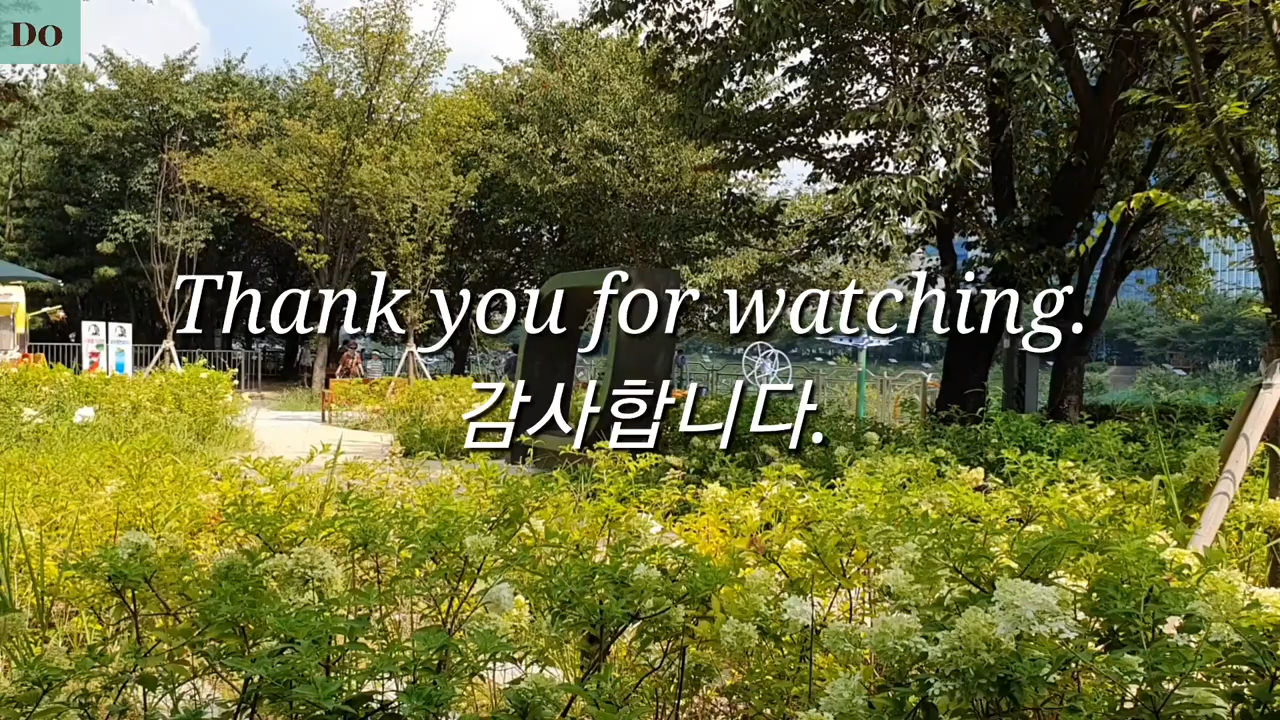 Do
Thank you for watching.
감사합니다.